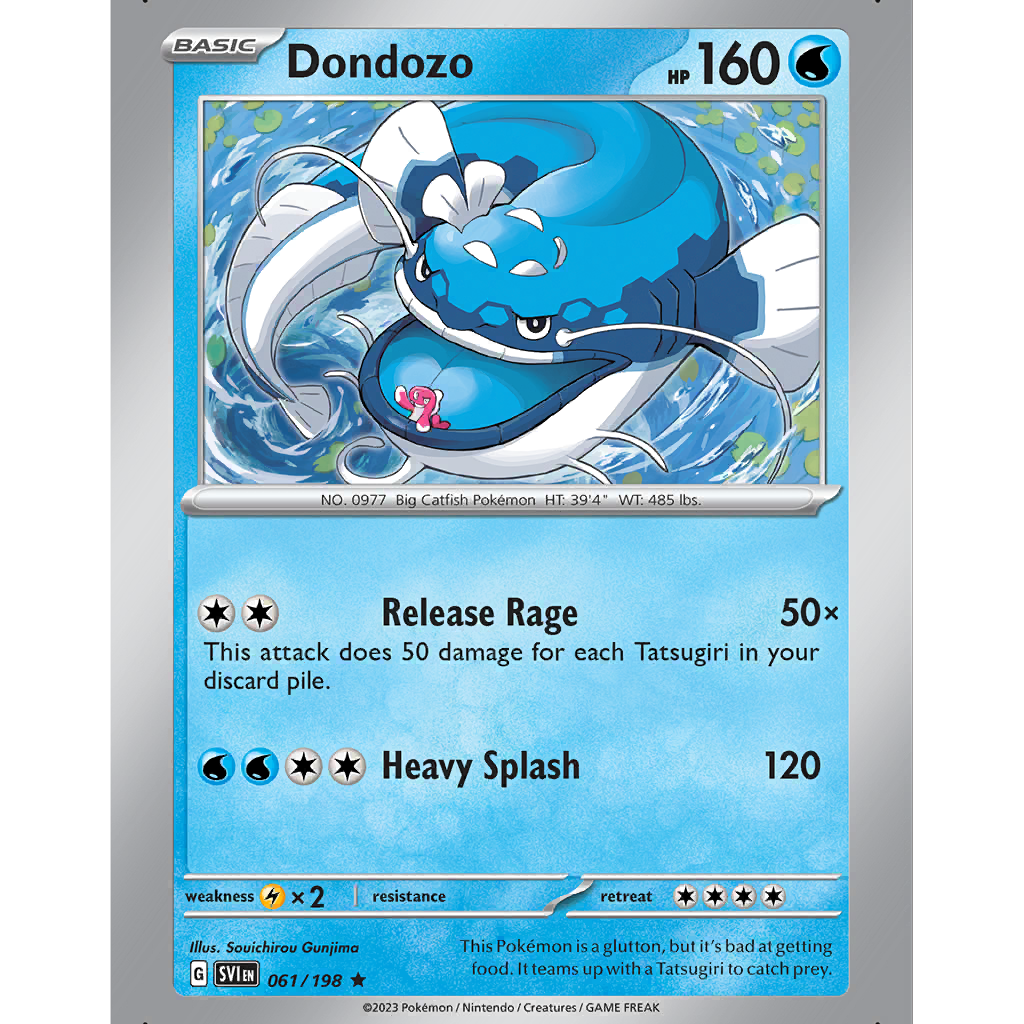 BASIC
Dondozo
HP 160
NO. 0977 Big Catfish Pokémon HT: 39'4" WT: 485 lbs.
Release Rage 50×
This attack does 50 damage for each Tatsugiri in your
discard pile.
Heavy Splash 120
weakness ×2 resistance retreat
Illus. Souichirou Gunjima
This Pokémon is a glutton, but it's bad at getting
food. It teams up with a Tatsugiri to catch prey.
G SVI EN 061/198 ★
©2023 Pokémon / Nintendo / Creatures / GAME FREAK